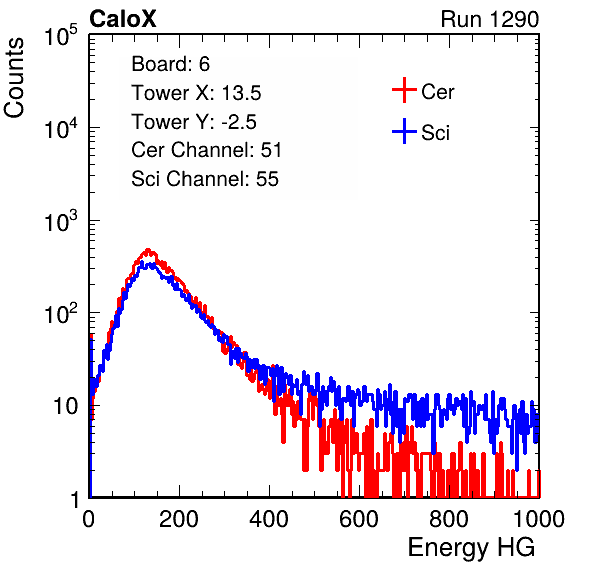 CaloX Run 1290
Counts
10^5
10^4
10^3
10^2
10
1
Board: 6
Tower X: 13.5
Tower Y: -2.5
Cer Channel: 51
Sci Channel: 55
Cer
Sci
0 200 400 600 800 1000
Energy HG